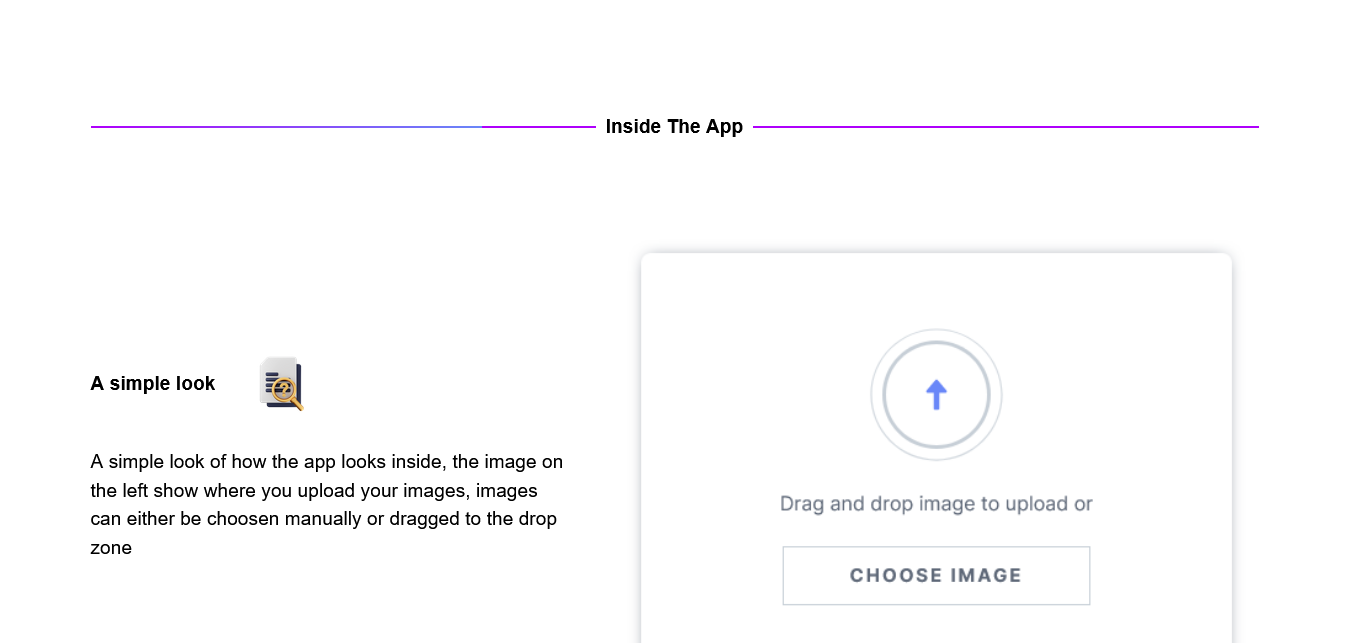 Inside The App
A simple look
A simple look of how the app looks inside, the image on
the left show where you upload your images, images
can either be choosen manually or dragged to the drop
zone
Drag and drop image to upload or
CHOOSE IMAGE